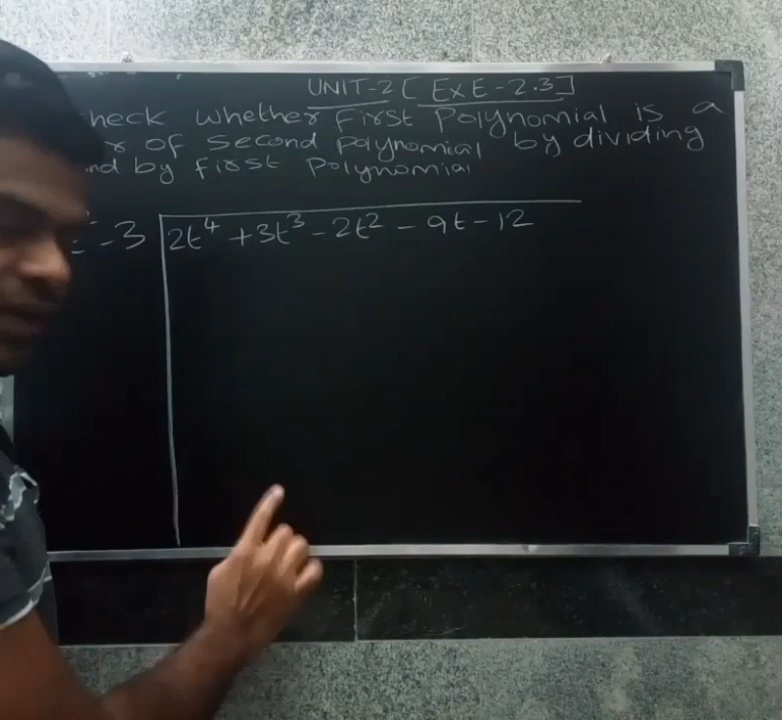 UNIT-2 [ EXE-2.3]
heck whether First Polynomial is a
of second polynomial by dividing
nd by first Polynomial
-3 2t⁴ +3t³ -2t² - 9t -12